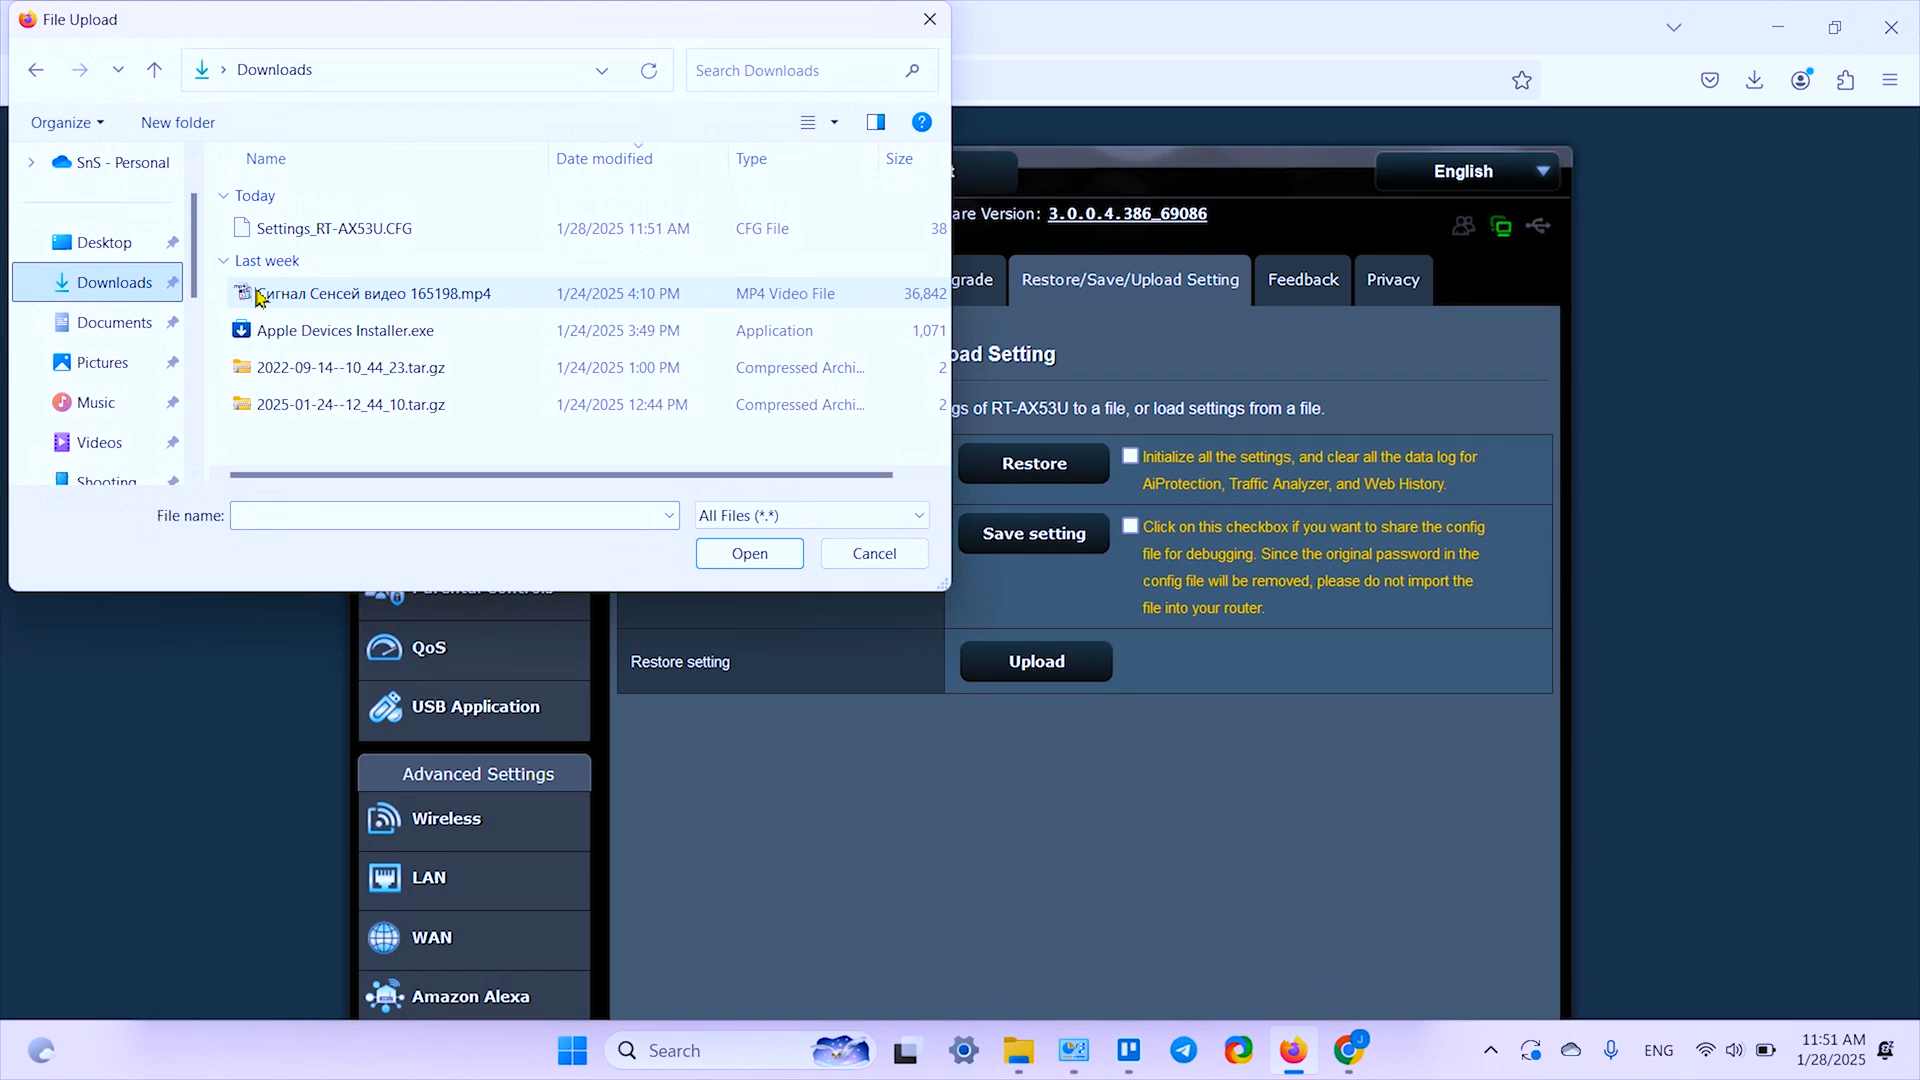 File Upload
Downloads
Search Downloads
Organize
New folder
SnS - Personal
Name
Date modified
Type
Size
Today
Settings_RT-AX53U.CFG
1/28/2025 11:51 AM
CFG File
38
Last week
Сигнал Сенсей видео 165198.mp4
1/24/2025 4:10 PM
MP4 Video File
36,842
Apple Devices Installer.exe
1/24/2025 3:49 PM
Application
1,071
2022-09-14--10_44_23.tar.gz
1/24/2025 1:00 PM
Compressed Archi...
2
2025-01-24--12_44_10.tar.gz
1/24/2025 12:44 PM
Compressed Archi...
2
Desktop
Downloads
Documents
Pictures
Music
Videos
Shooting
File name:
All Files (*.*)
Open
Cancel
t
English
are Version: 3.0.0.4.386_69086
grade
Restore/Save/Upload Setting
Feedback
Privacy
oad Setting
gs of RT-AX53U to a file, or load settings from a file.
Restore
Initialize all the settings, and clear all the data log for
AiProtection, Traffic Analyzer, and Web History.
Save setting
Click on this checkbox if you want to share the config
file for debugging. Since the original password in the
config file will be removed, please do not import the
file into your router.
Restore setting
Upload
Parental Controls
QoS
USB Application
Advanced Settings
Wireless
LAN
WAN
Amazon Alexa
Search
J
ENG
11:51 AM
1/28/2025